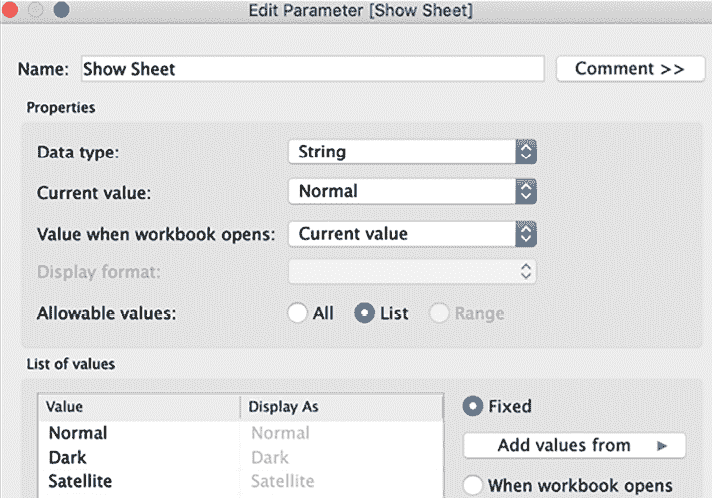 Edit Parameter [Show Sheet]
Name: Show Sheet Comment >>
Properties
Data type: String
Current value: Normal
Value when workbook opens: Current value
Display format:
Allowable values: All List Range
List of values
Value Display As
Fixed
Normal Normal
Add values from
Dark Dark
Satellite Satellite
When workbook opens